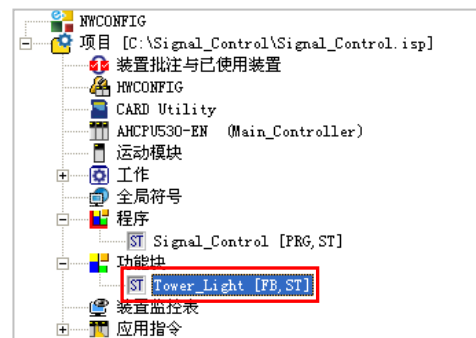 NWCONFIG
项目 [C:\Signal_Control\Signal_Control.isp]
装置批注与已使用装置
HWCONFIG
CARD Utility
AHCPU530-EN (Main_Controller)
运动模块
工作
全局符号
程序
ST Signal_Control [PRG,ST]
功能块
ST Tower_Light [FB,ST]
装置监控表
应用指令